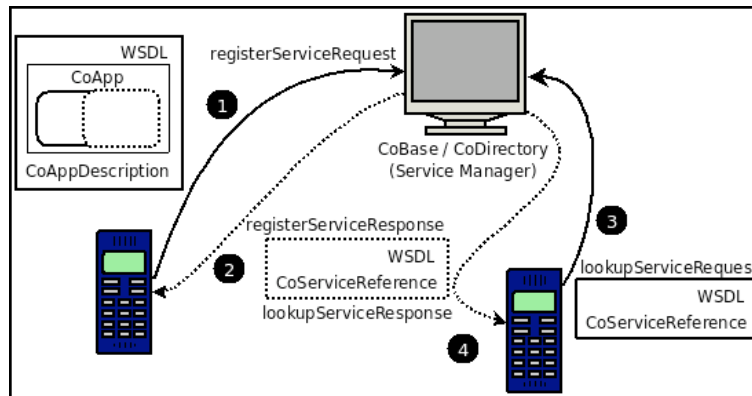 WSDL
CoApp
CoAppDescription
registerServiceRequest
1
CoBase / CoDirectory
(Service Manager)
2
registerServiceResponse
WSDL
CoServiceReference
lookupServiceResponse
3
lookupServiceReques
WSDL
CoServiceReference
4